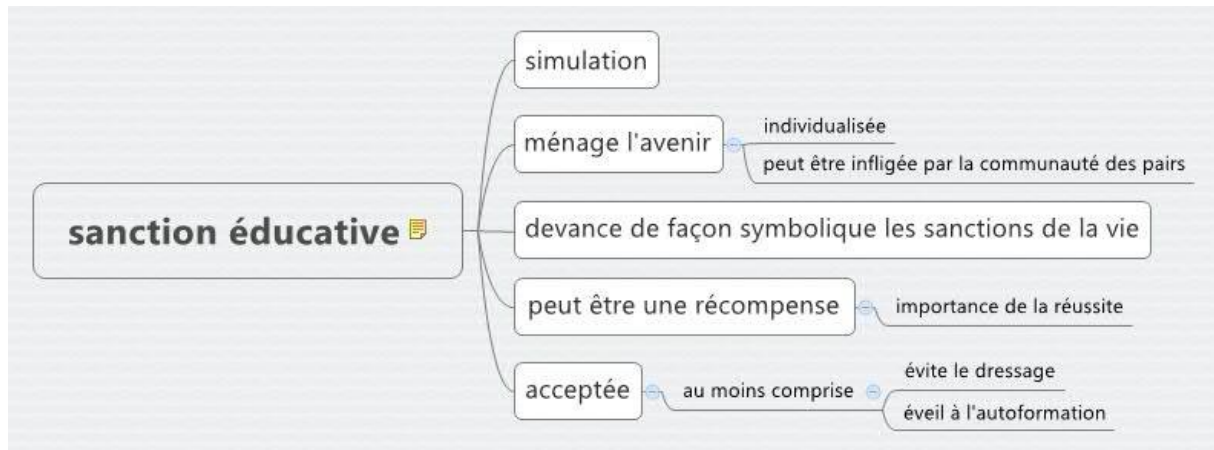 simulation
ménage l'avenir
individualisée
peut être infligée par la communauté des pairs
sanction éducative
devance de façon symbolique les sanctions de la vie
peut être une récompense
importance de la réussite
acceptée
au moins comprise
évite le dressage
éveil à l'autoformation